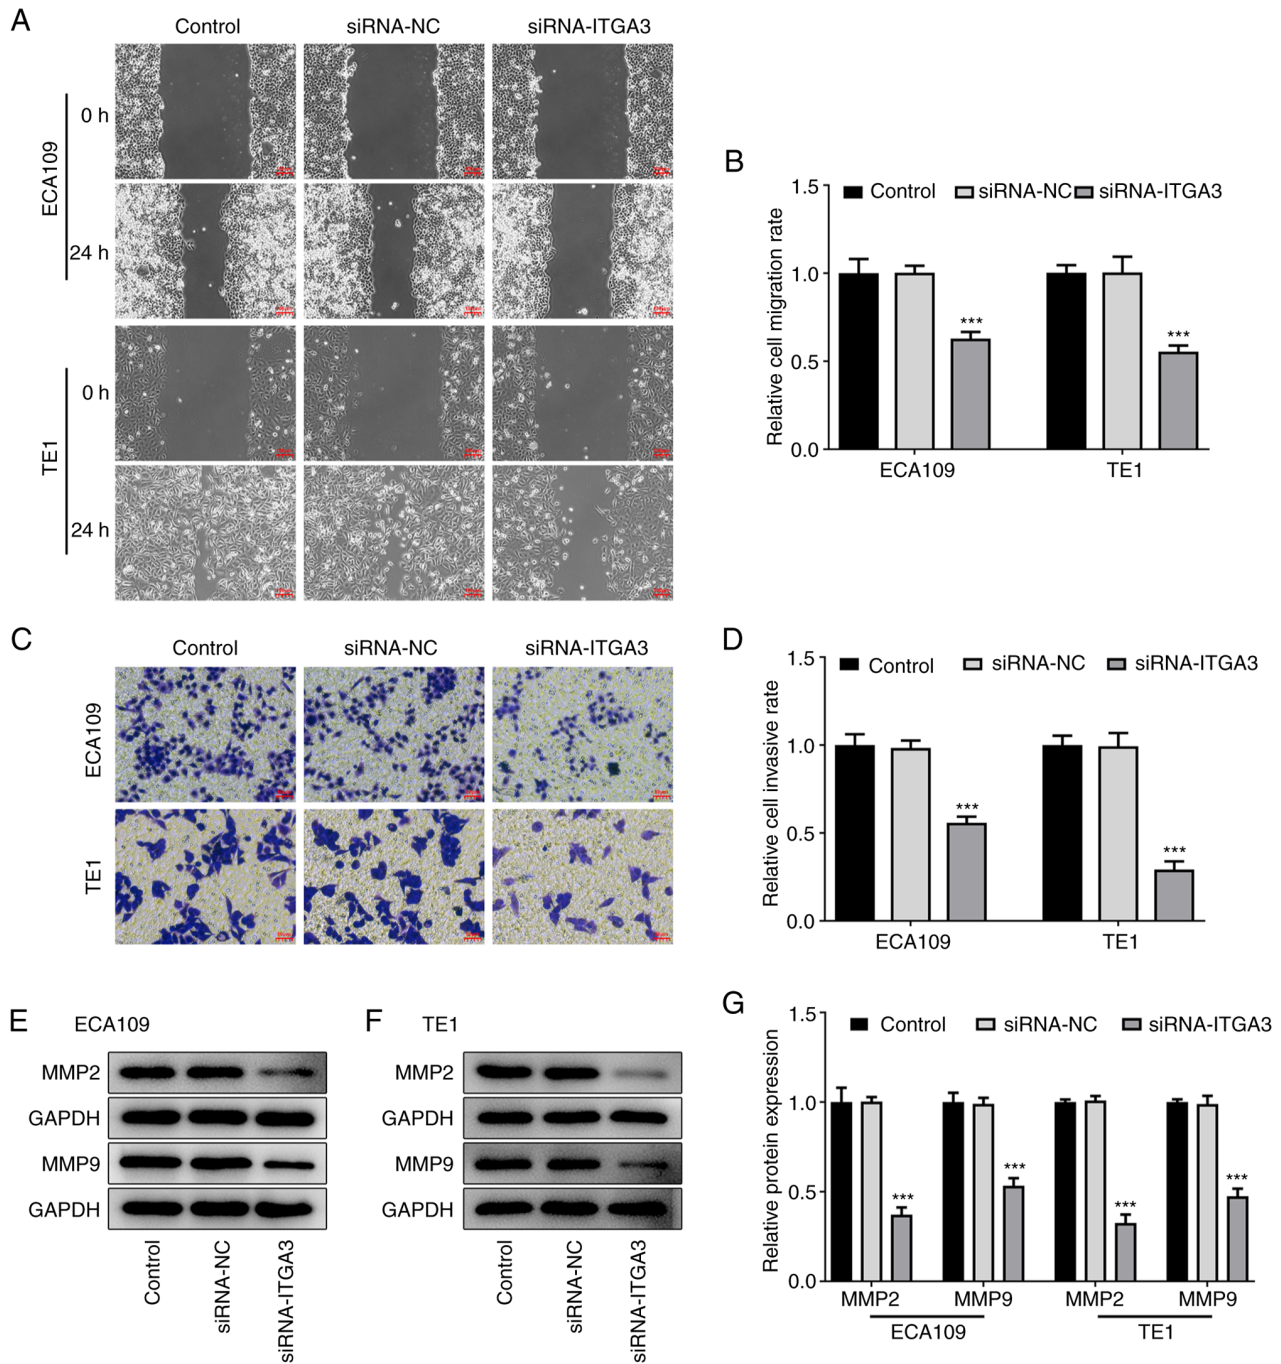 A
Control siRNA-NC siRNA-ITGA3
ECA109
0 h
24 h
TE1
0 h
24 h
B
Relative cell migration rate
1.5
1.0
0.5
0.0
Control siRNA-NC siRNA-ITGA3
***
***
ECA109 TE1
C
Control siRNA-NC siRNA-ITGA3
ECA109
TE1
D
Relative cell invasive rate
1.5
1.0
0.5
0.0
Control siRNA-NC siRNA-ITGA3
***
***
ECA109 TE1
E ECA109
MMP2
GAPDH
MMP9
GAPDH
Control
siRNA-NC
siRNA-ITGA3
F TE1
MMP2
GAPDH
MMP9
GAPDH
Control
siRNA-NC
siRNA-ITGA3
G
Relative protein expression
1.5
1.0
0.5
0.0
Control siRNA-NC siRNA-ITGA3
***
***
***
***
MMP2 MMP9 MMP2 MMP9
ECA109 TE1